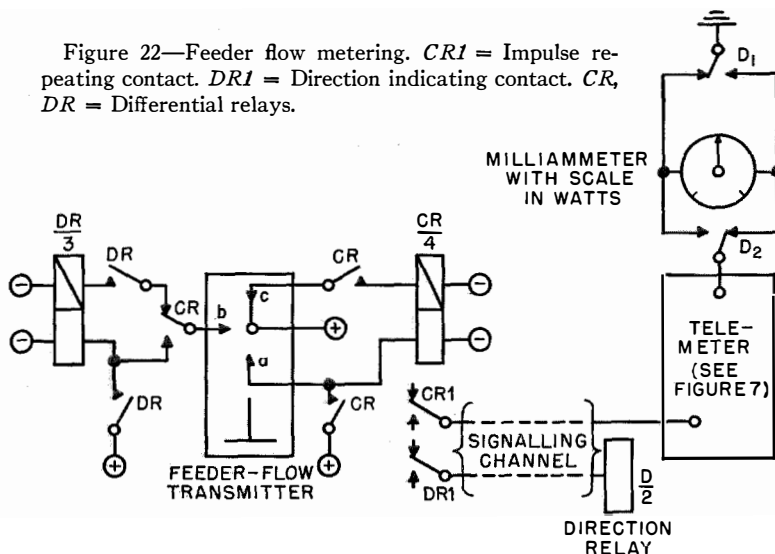 Figure 22—Feeder flow metering. CR1 = Impulse re-
peating contact. DR1 = Direction indicating contact. CR,
DR = Differential relays.
D1
MILLIAMMETER
WITH SCALE
IN WATTS
D2
DR
3
DR
CR
b
c
a
CR
CR
4
DR
CR
FEEDER-FLOW
TRANSMITTER
CR1
DR1
SIGNALLING
CHANNEL
TELE-
METER
(SEE
FIGURE 7)
D
2
DIRECTION
RELAY